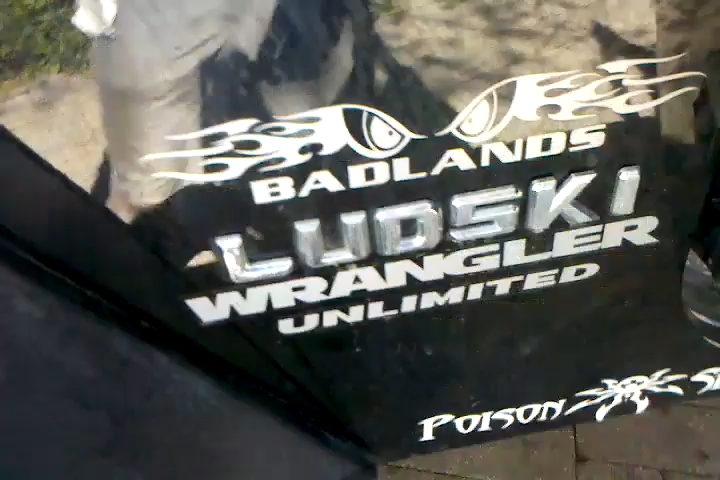 BADLANDS
LUDSKI
WRANGLER
UNLIMITED
POISON